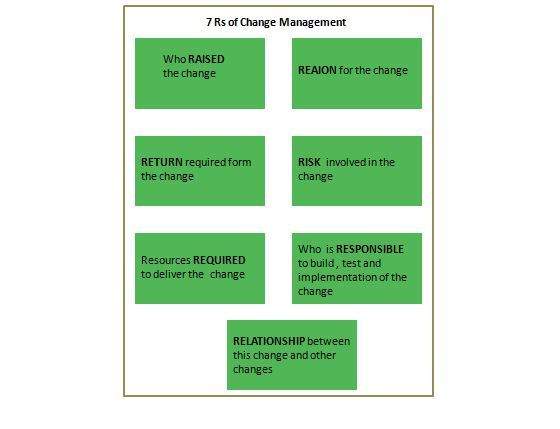 7 Rs of Change Management
Who RAISED
the change
REAION for the change
RETURN required form
the change
RISK  involved in the
change
Resources REQUIRED
to deliver the  change
Who  is RESPONSIBLE
to build , test and
implementation of the
change
RELATIONSHIP between
this change and other
changes